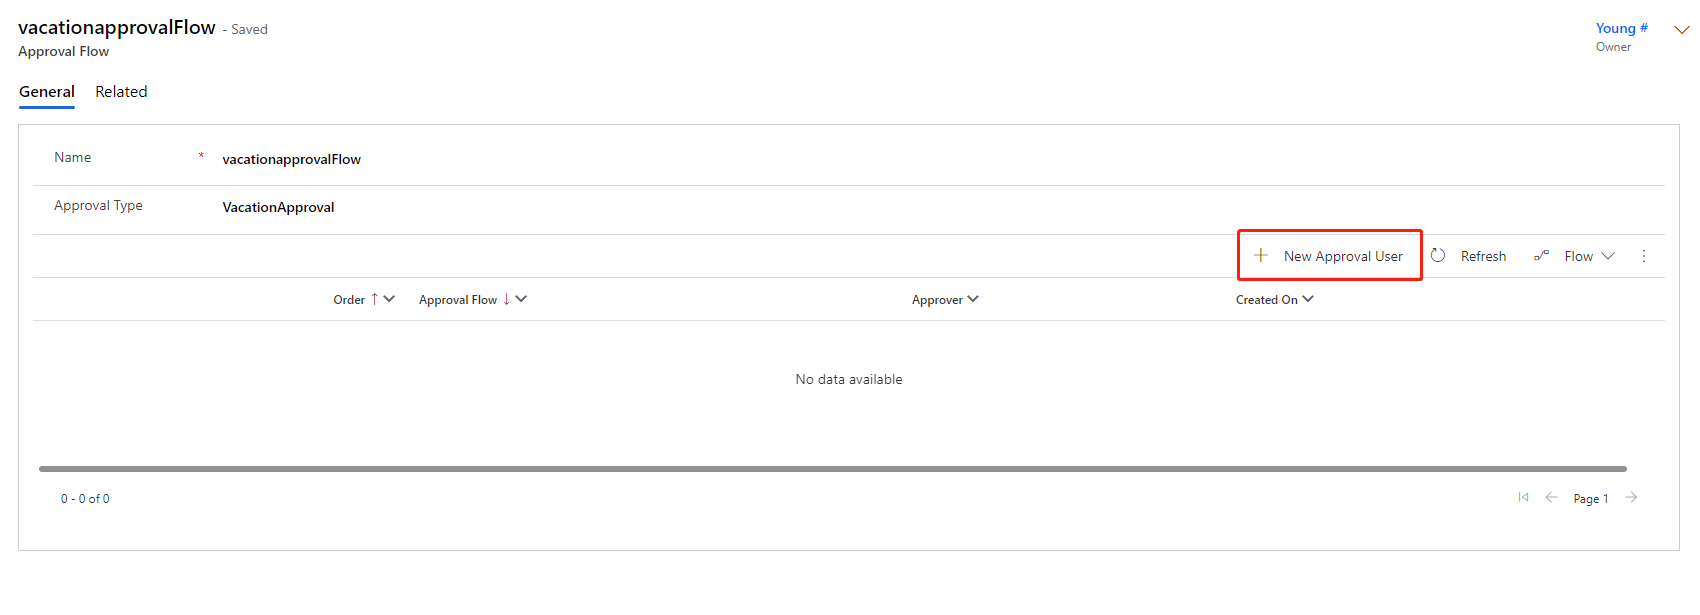 vacationapprovalFlow - Saved
Approval Flow
Young #
Owner
General Related
Name * vacationapprovalFlow
Approval Type VacationApproval
New Approval User Refresh Flow
Order Approval Flow Approver Created On
No data available
0 - 0 of 0 Page 1